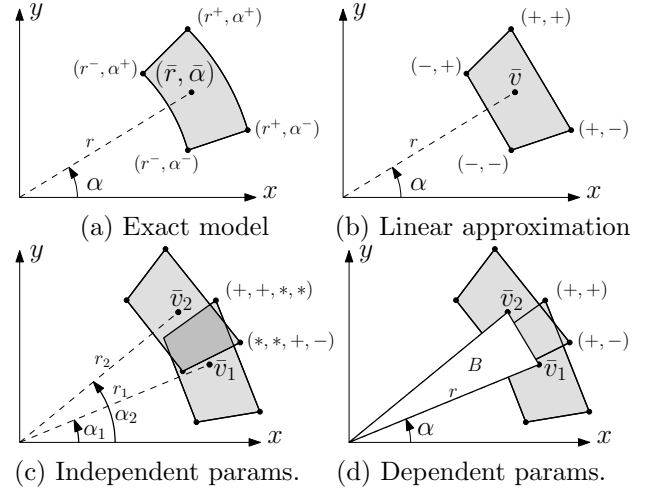 y
(r⁺, α⁺)
(r⁻, α⁺)
(r̄, ᾱ)
r
(r⁺, α⁻)
(r⁻, α⁻)
α
x
(a) Exact model
y
(+, +)
(−, +)
v̄
r
(+, −)
(−, −)
α
x
(b) Linear approximation
y
(+, +, ∗, ∗)
v̄₂
(∗, ∗, +, −)
r₂
v̄₁
r₁
α₂
α₁
x
(c) Independent params.
y
(+, +)
v̄₂
(+, −)
B
v̄₁
r
α
x
(d) Dependent params.